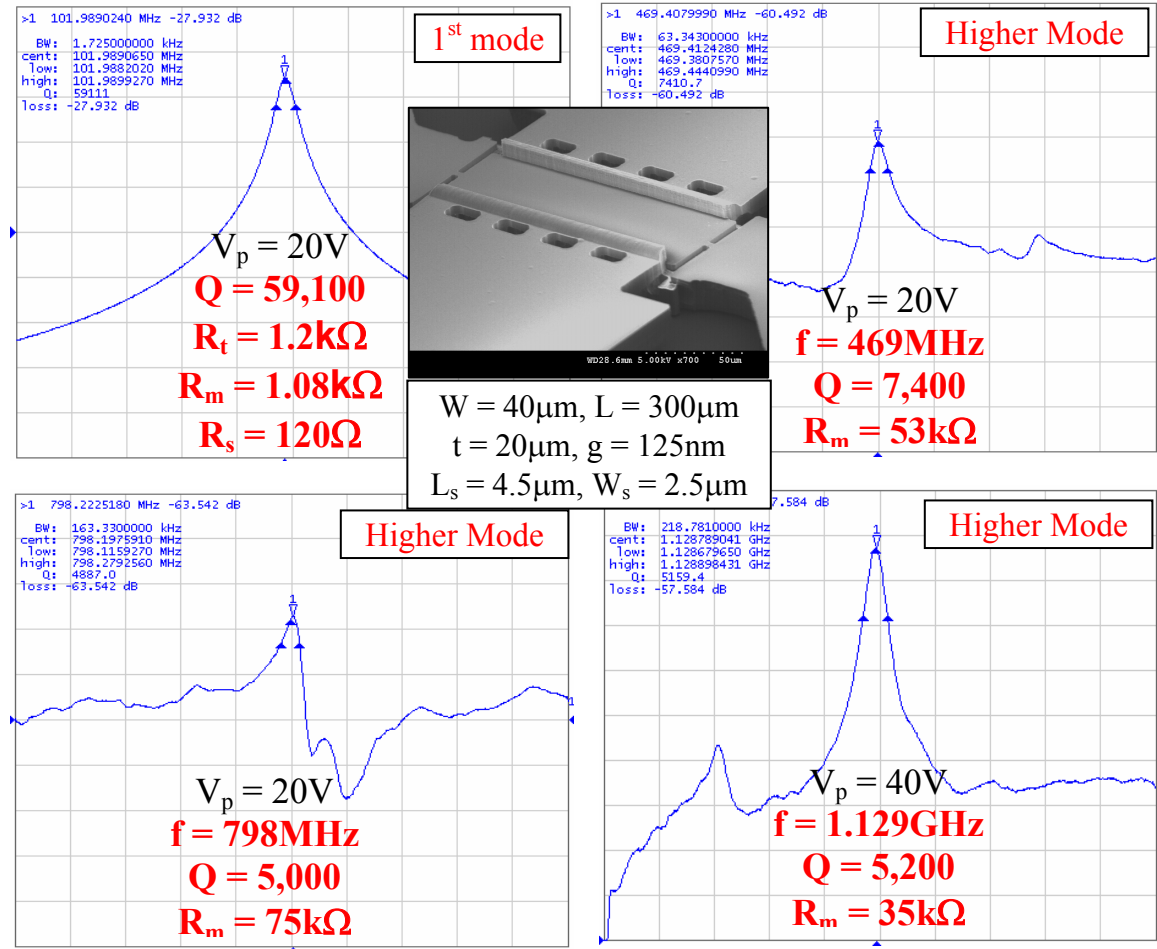 >1 101.9890240 MHz -27.932 dB
BW: 1.725000000 kHz
cent: 101.9890650 MHz
low: 101.9882020 MHz
high: 101.9899270 MHz
Q: 59111
loss: -27.932 dB
1st mode
1
Vp = 20V
Q = 59,100
Rt = 1.2kΩ
Rm = 1.08kΩ
Rs = 120Ω
>1 469.4079990 MHz -60.492 dB
BW: 63.34300000 kHz
cent: 469.4124280 MHz
low: 469.3807570 MHz
high: 469.4440990 MHz
Q: 7410.7
loss: -60.492 dB
Higher Mode
1
Vp = 20V
f = 469MHz
Q = 7,400
Rm = 53kΩ
WD28.6mm 5.00kV x700 50um
W = 40μm, L = 300μm
t = 20μm, g = 125nm
Ls = 4.5μm, Ws = 2.5μm
>1 798.2225180 MHz -63.542 dB
BW: 163.3300000 kHz
cent: 798.1975910 MHz
low: 798.1159270 MHz
high: 798.2792560 MHz
Q: 4887.0
loss: -63.542 dB
Higher Mode
1
1
Vp = 20V
f = 798MHz
Q = 5,000
Rm = 75kΩ
7.584 dB
BW: 218.7810000 kHz
cent: 1.128789041 GHz
low: 1.128679650 GHz
high: 1.128898431 GHz
Q: 5159.4
loss: -57.584 dB
Higher Mode
1
Vp = 40V
f = 1.129GHz
Q = 5,200
Rm = 35kΩ